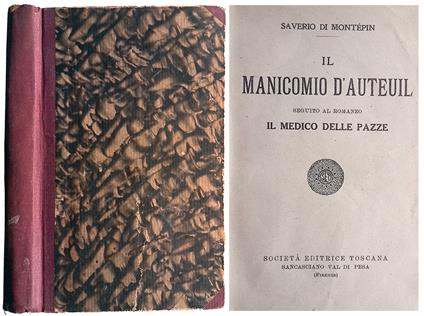 SAVERIO DI MONTÉPIN
IL
MANICOMIO D'AUTEUIL
SEGUITO AL ROMANZO
IL MEDICO DELLE PAZZE
SOCIETÀ EDITRICE TOSCANA
SANCASCIANO VAL DI PESA
(FIRENZE)